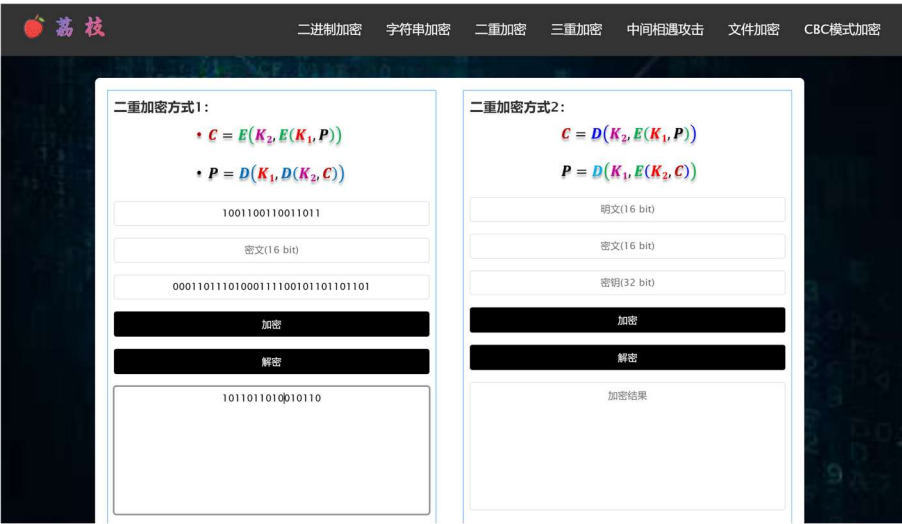 荔枝
二进制加密 字符串加密 二重加密 三重加密 中间相遇攻击 文件加密 CBC模式加密
二重加密方式1：
• C = E(K₂, E(K₁, P))
• P = D(K₁, D(K₂, C))
1001100110011011
密文(16 bit)
00011011101000111100101101101101
加密
解密
1011011010010110
二重加密方式2：
C = D(K₂, E(K₁, P))
P = D(K₁, E(K₂, C))
明文(16 bit)
密文(16 bit)
密钥(32 bit)
加密
解密
加密结果